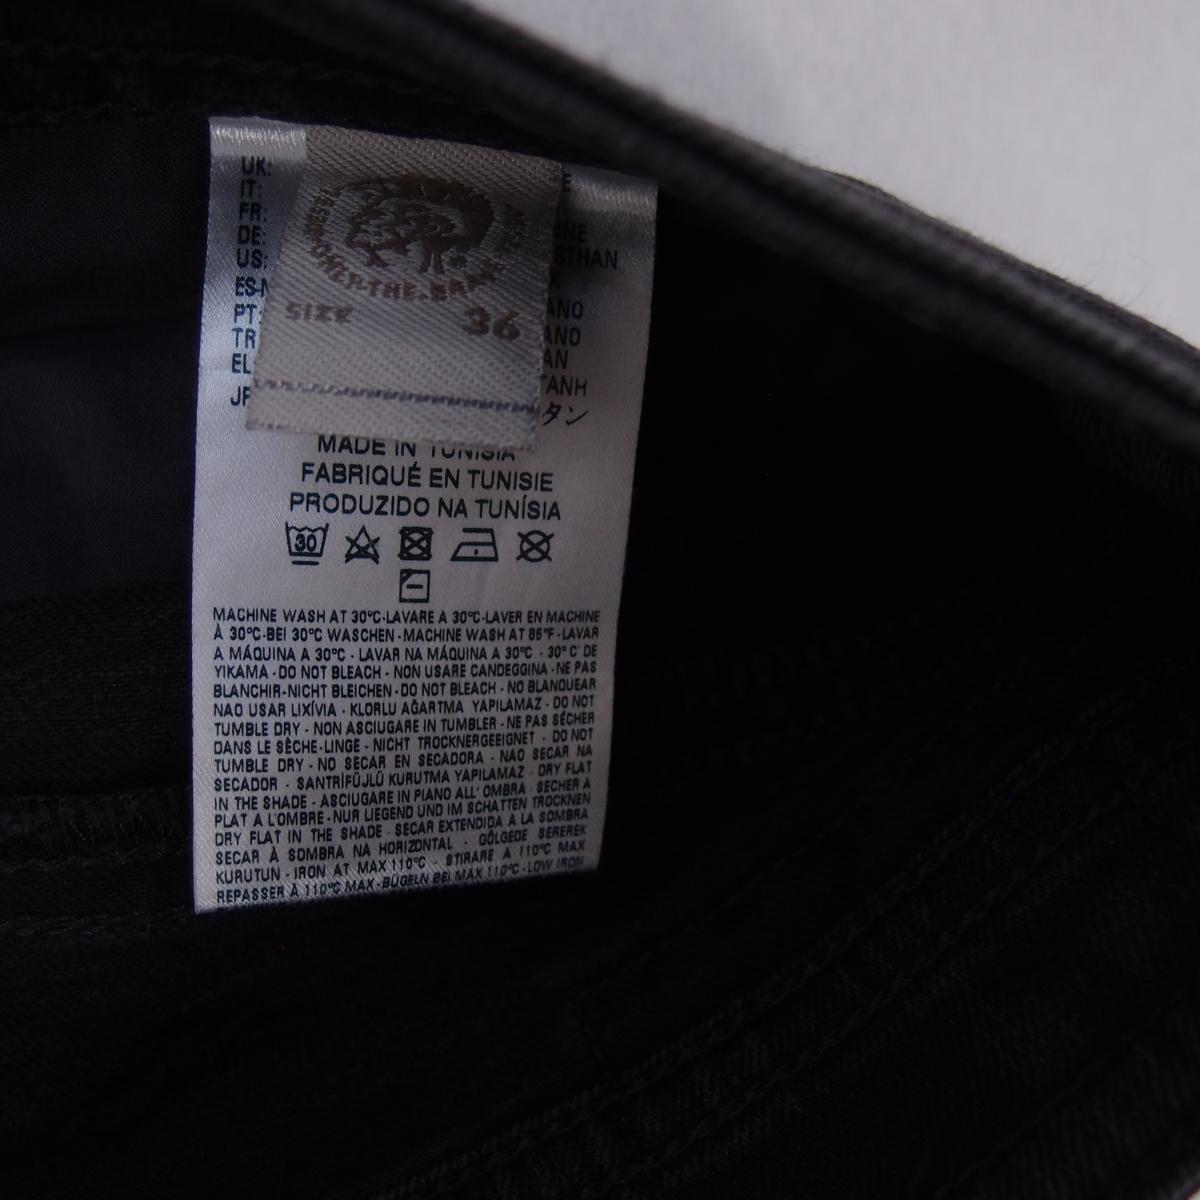 UK:
IT:
FR:
DE:
US:
PT:
TR
EL
STHAN
ANO
ANO
AN
TANH
タン
SIZE 36
MADE IN TUNISIA
FABRIQUÉ EN TUNISIE
PRODUZIDO NA TUNÍSIA
30
MACHINE WASH AT 30°C-LAVARE A 30°C-LAVER EN MACHINE
À 30°C-BEI 30°C WASCHEN-MACHINE WASH AT 86°F-LAVAR
A MÁQUINA A 30°C - LAVAR NA MÁQUINA A 30°C - 30°C' DE
YIKAMA-DO NOT BLEACH - NON USARE CANDEGGINA-NE PAS
BLANCHIR-NICHT BLEICHEN-DO NOT BLEACH - NO BLANQUEAR
NAO USAR LIXÍVIA - KLORLU AĞARTMA YAPILAMAZ - DO NOT
TUMBLE DRY - NON ASCIUGARE IN TUMBLER-NE PAS SÉCHER
DANS LE SÈCHE-LINGE - NICHT TROCKNERGEEIGNET - DO NOT
TUMBLE DRY - NO SECAR EN SECADORA - NAO SECAR NA
SECADOR - SANTRİFÜJLÜ KURUTMA YAPILAMAZ - DRY FLAT
IN THE SHADE - ASCIUGARE IN PIANO ALL' OMBRA - SECHER A
PLAT A L'OMBRE-NUR LIEGEND UND IM SCHATTEN TROCKNEN
DRY FLAT IN THE SHADE - SECAR EXTENDIDA A LA SOMBRA
SECAR À SOMBRA NA HORIZONTAL - GÖLGEDE SEREREK
KURUTUN - IRON AT MAX 110°C - STIRARE A 110°C MAX
REPASSER À 110°C MAX-BÜGELN BEI MAX 110°C-LOW IRON